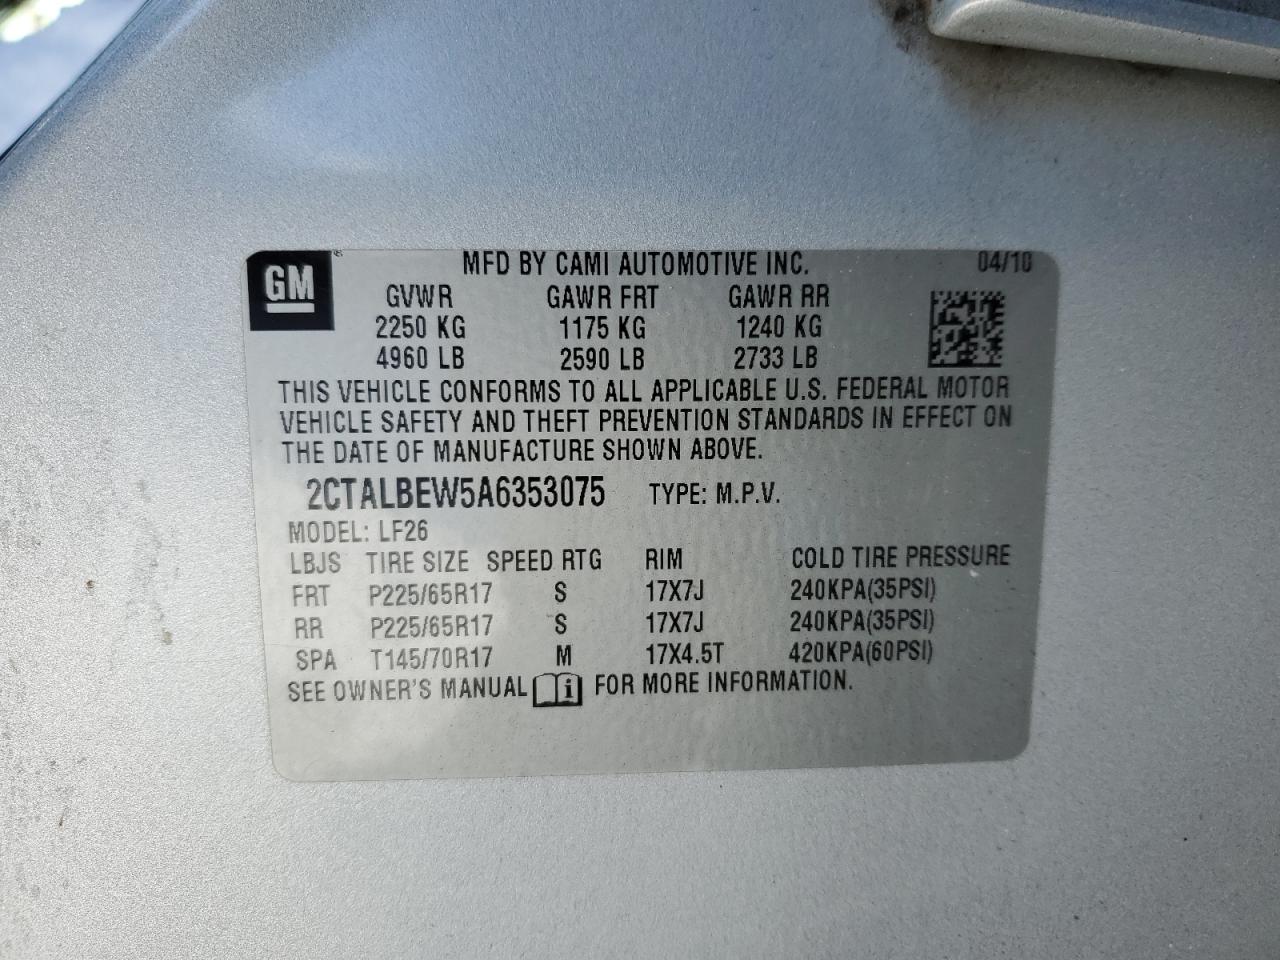 GM
MFD BY CAMI AUTOMOTIVE INC. 04/10
GVWR GAWR FRT GAWR RR
2250 KG 1175 KG 1240 KG
4960 LB 2590 LB 2733 LB
THIS VEHICLE CONFORMS TO ALL APPLICABLE U.S. FEDERAL MOTOR
VEHICLE SAFETY AND THEFT PREVENTION STANDARDS IN EFFECT ON
THE DATE OF MANUFACTURE SHOWN ABOVE.
2CTALBEW5A6353075 TYPE: M.P.V.
MODEL: LF26
LBJS TIRE SIZE SPEED RTG RIM COLD TIRE PRESSURE
FRT P225/65R17 S 17X7J 240KPA(35PSI)
RR P225/65R17 S 17X7J 240KPA(35PSI)
SPA T145/70R17 M 17X4.5T 420KPA(60PSI)
SEE OWNER'S MANUAL i FOR MORE INFORMATION.